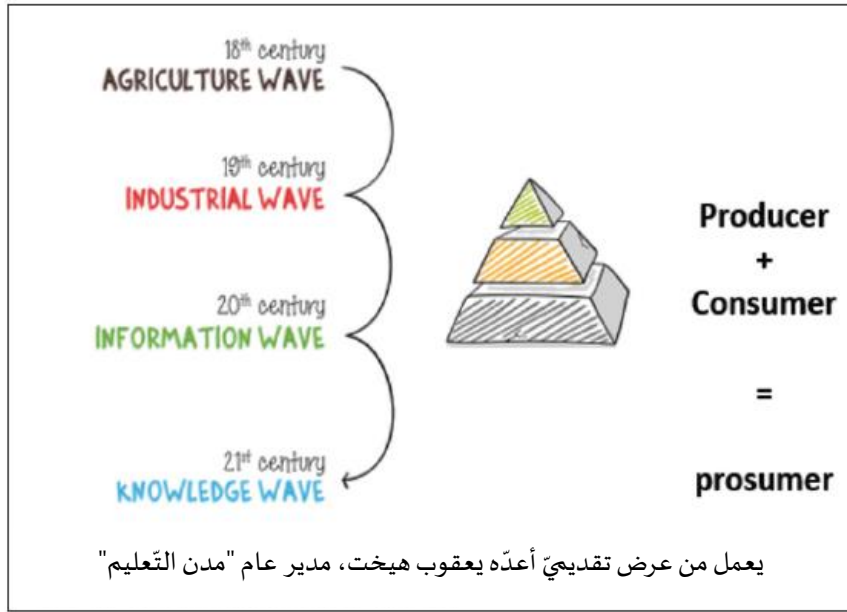 18th century
AGRICULTURE WAVE
19th century
INDUSTRIAL WAVE
20th century
INFORMATION WAVE
21st century
KNOWLEDGE WAVE
Producer
+
Consumer
=
prosumer
يعمل من عرض تقديميّ أعدّه يعقوب هيخت، مدير عام "مدن التّعليم"